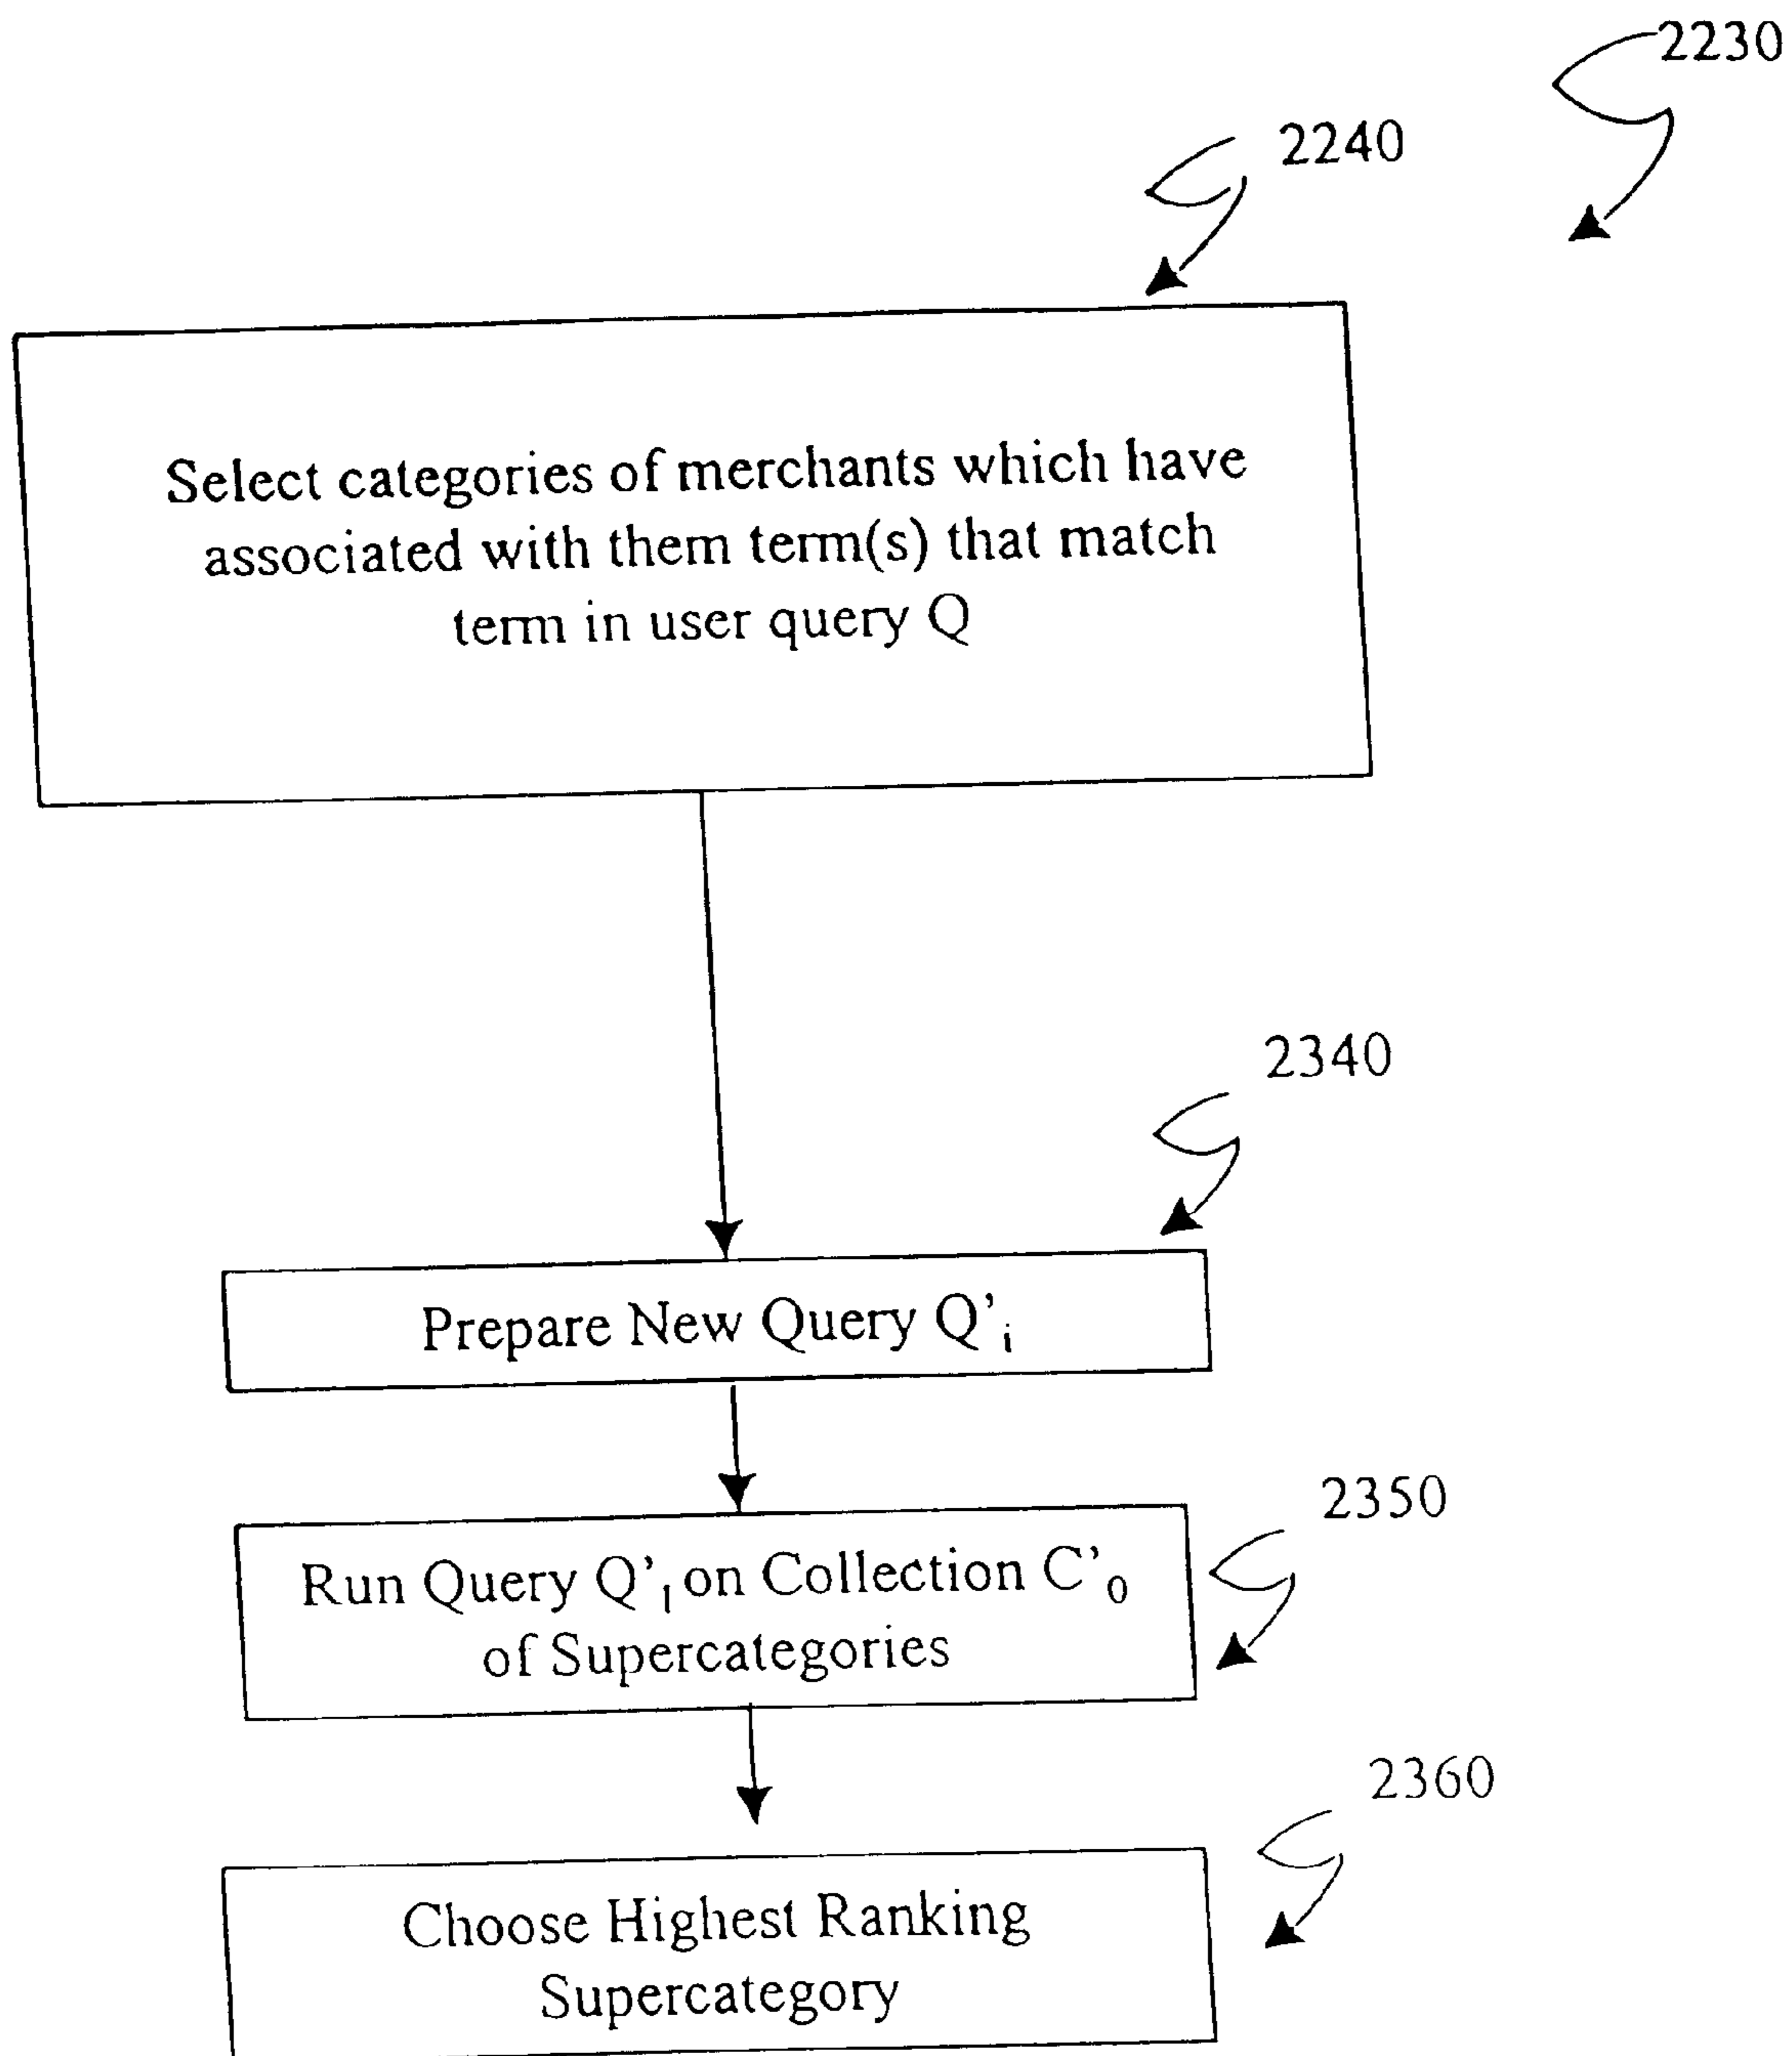 2230
2240
Select categories of merchants which have
associated with them term(s) that match
term in user query Q
2340
Prepare New Query Q'i
2350
Run Query Q'i on Collection C'0
of Supercategories
2360
Choose Highest Ranking
Supercategory